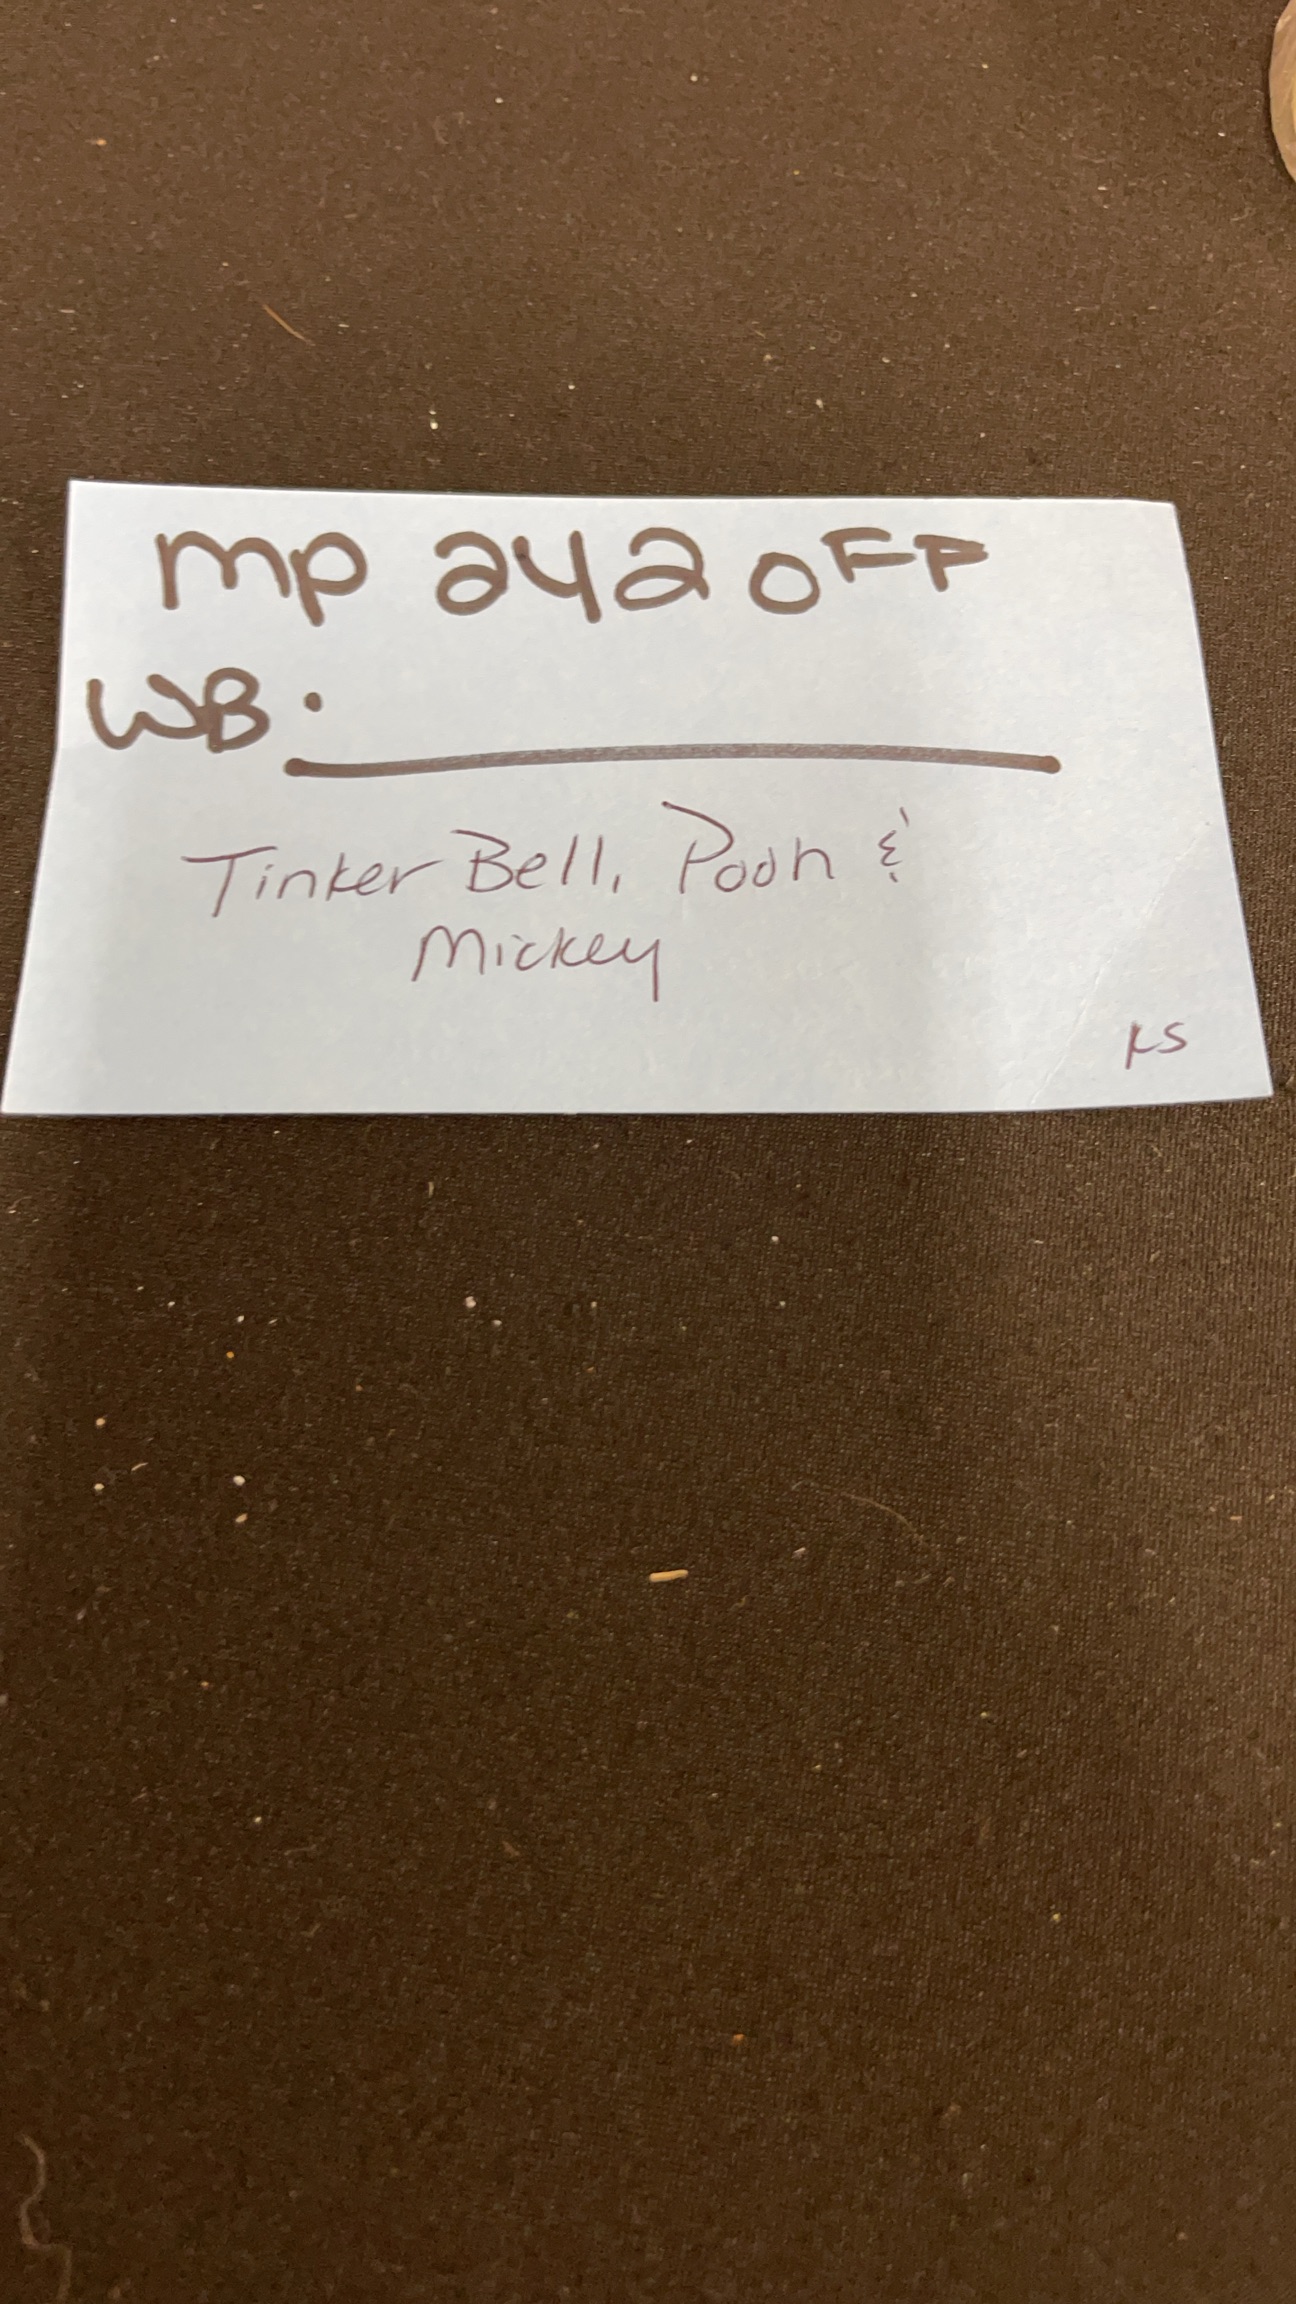 mp 242 OFF
WB.
Tinker Bell, Pooh &
Mickey
KS